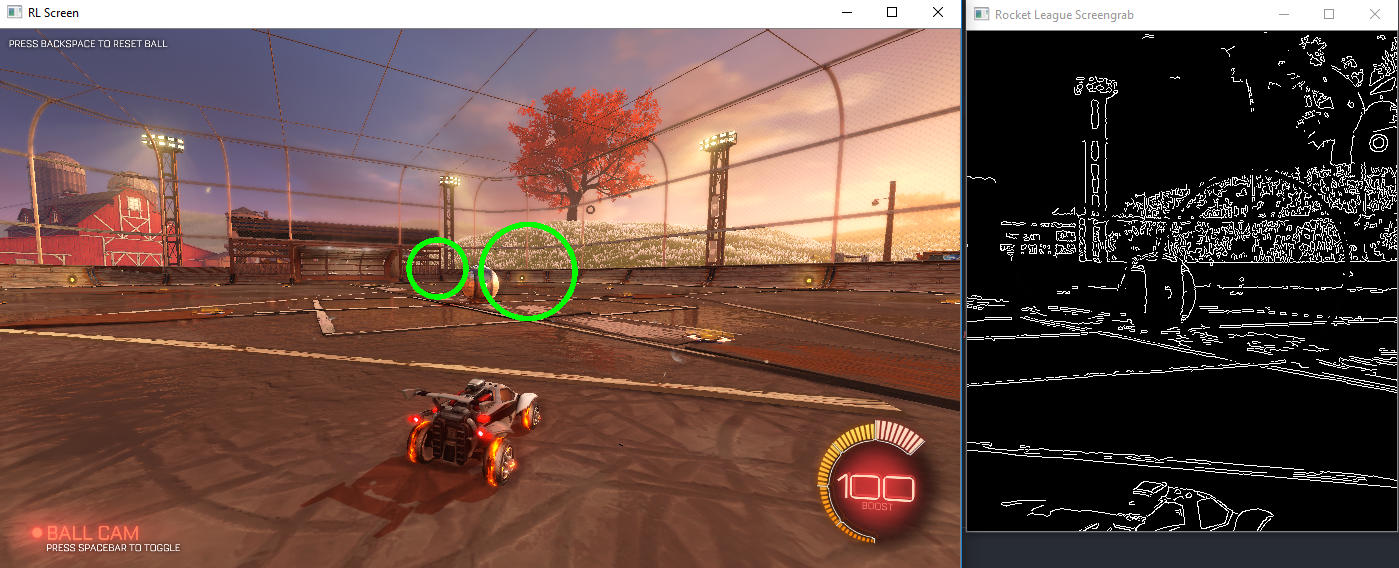 RL Screen
Rocket League Screengrab
PRESS BACKSPACE TO RESET BALL
100
BOOST
BALL CAM
PRESS SPACEBAR TO TOGGLE